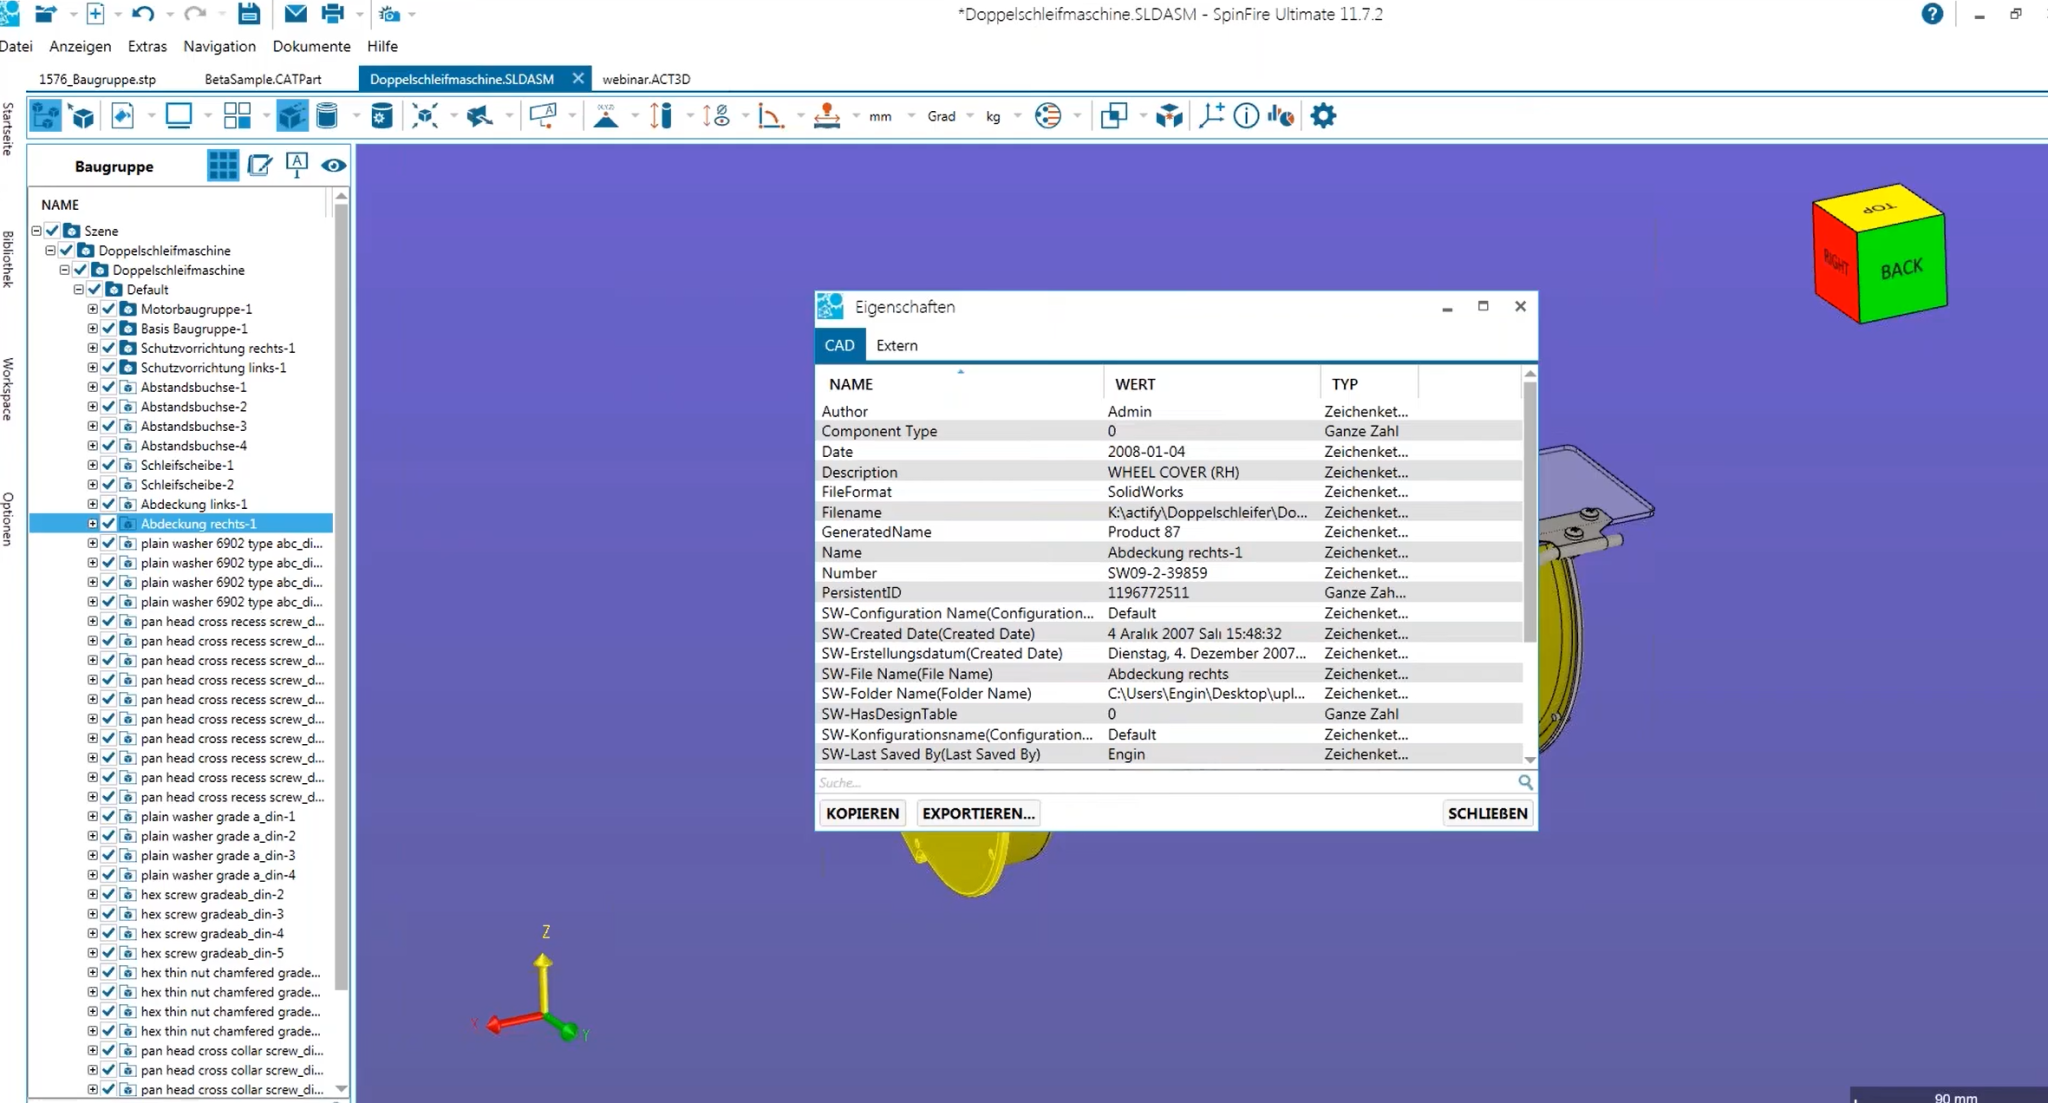 *Doppelschleifmaschine.SLDASM - SpinFire Ultimate 11.7.2
Datei Anzeigen Extras Navigation Dokumente Hilfe
1576_Baugruppe.stp BetaSample.CATPart Doppelschleifmaschine.SLDASM webinar.ACT3D
mm Grad kg
Startseite
Bibliothek
Workspace
Optionen
Baugruppe
NAME
Szene
Doppelschleifmaschine
Doppelschleifmaschine
Default
Motorbaugruppe-1
Basis Baugruppe-1
Schutzvorrichtung rechts-1
Schutzvorrichtung links-1
Abstandsbuchse-1
Abstandsbuchse-2
Abstandsbuchse-3
Abstandsbuchse-4
Schleifscheibe-1
Schleifscheibe-2
Abdeckung links-1
Abdeckung rechts-1
plain washer 6902 type abc_di...
plain washer 6902 type abc_di...
plain washer 6902 type abc_di...
plain washer 6902 type abc_di...
pan head cross recess screw_d...
pan head cross recess screw_d...
pan head cross recess screw_d...
pan head cross recess screw_d...
pan head cross recess screw_d...
pan head cross recess screw_d...
pan head cross recess screw_d...
pan head cross recess screw_d...
pan head cross recess screw_d...
pan head cross recess screw_d...
plain washer grade a_din-1
plain washer grade a_din-2
plain washer grade a_din-3
plain washer grade a_din-4
hex screw gradeab_din-2
hex screw gradeab_din-3
hex screw gradeab_din-4
hex screw gradeab_din-5
hex thin nut chamfered grade...
hex thin nut chamfered grade...
hex thin nut chamfered grade...
hex thin nut chamfered grade...
pan head cross collar screw_di...
pan head cross collar screw_di...
pan head cross collar screw_di...
TOP
RIGHT
BACK
Eigenschaften
CAD Extern
NAME WERT TYP
Author Admin Zeichenket...
Component Type 0 Ganze Zahl
Date 2008-01-04 Zeichenket...
Description WHEEL COVER (RH) Zeichenket...
FileFormat SolidWorks Zeichenket...
Filename K:\actify\Doppelschleifer\Do... Zeichenket...
GeneratedName Product 87 Zeichenket...
Name Abdeckung rechts-1 Zeichenket...
Number SW09-2-39859 Zeichenket...
PersistentID 1196772511 Ganze Zah...
SW-Configuration Name(Configuration... Default Zeichenket...
SW-Created Date(Created Date) 4 Aralık 2007 Salı 15:48:32 Zeichenket...
SW-Erstellungsdatum(Created Date) Dienstag, 4. Dezember 2007... Zeichenket...
SW-File Name(File Name) Abdeckung rechts Zeichenket...
SW-Folder Name(Folder Name) C:\Users\Engin\Desktop\upl... Zeichenket...
SW-HasDesignTable 0 Ganze Zahl
SW-Konfigurationsname(Configuration... Default Zeichenket...
SW-Last Saved By(Last Saved By) Engin Zeichenket...
Suche...
KOPIEREN EXPORTIEREN... SCHLIEßEN
Z
X
Y
90 mm